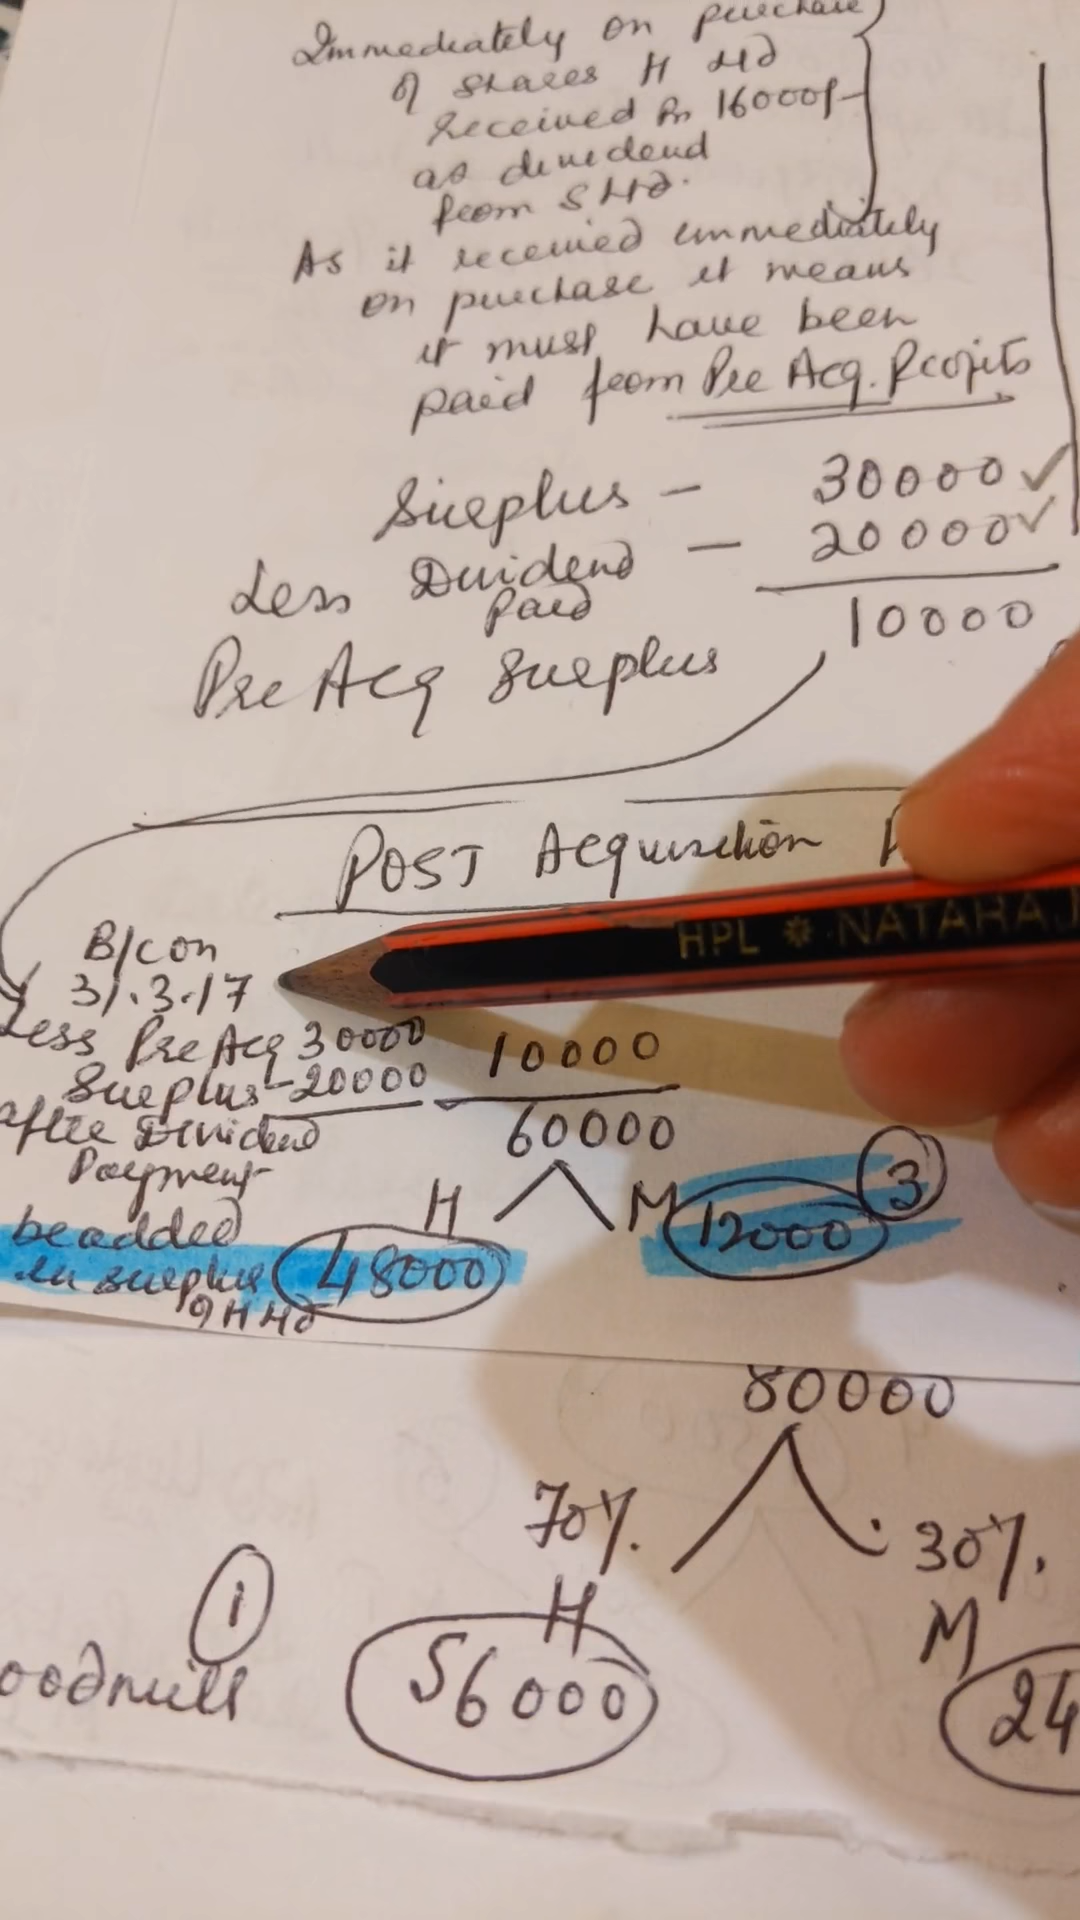 Immediately on purchase
of shares H Ltd
received Rs 16000/-
as dividend
from S Ltd.
As it received immediately
on purchase it means
it must have been
paid from Pre Acq. Profits
Surplus - 30000 ✓
Less Dividend - 20000 ✓
Paid
10000
Pre Acq Surplus
POST Acquisition P
B/con
31.3.17
Less Pre Acq 30000 10000
Surplus - 20000
after Dividend 60000
Payment
H M 12000 3
be added
in surplus 48000
of H Ltd
80000
70% 30%.
1 H M
oodwill 56000 24
HPL * NATARAJ